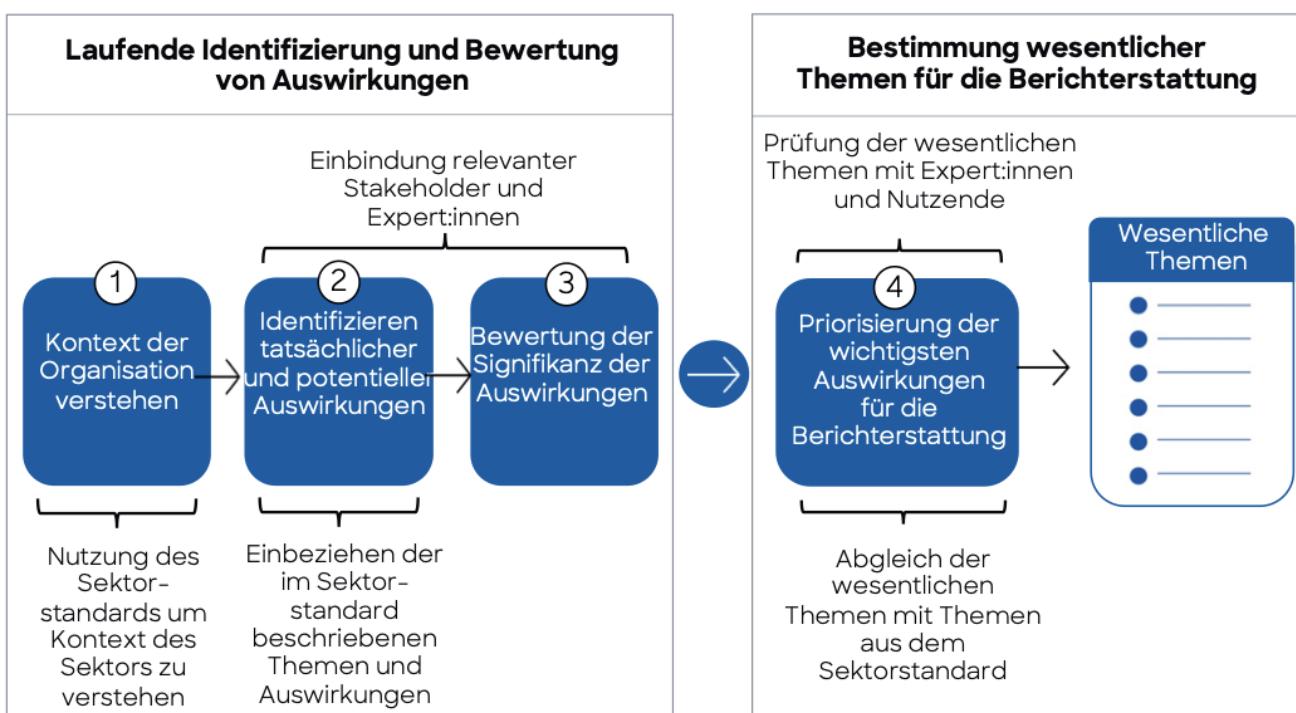 Laufende Identifizierung und Bewertung
von Auswirkungen
Einbindung relevanter
Stakeholder und
Expert:innen
1
Kontext der
Organisation
verstehen
2
Identifizieren
tatsächlicher
und potentieller
Auswirkungen
3
Bewertung der
Signifikanz der
Auswirkungen
Nutzung des
Sektor-
standards um
Kontext des
Sektors zu
verstehen
Einbeziehen der
im Sektor-
standard
beschriebenen
Themen und
Auswirkungen
Bestimmung wesentlicher
Themen für die Berichterstattung
Prüfung der wesentlichen
Themen mit Expert:innen
und Nutzende
4
Priorisierung der
wichtigsten
Auswirkungen
für die
Berichterstattung
Abgleich der
wesentlichen
Themen mit Themen
aus dem
Sektorstandard
Wesentliche
Themen